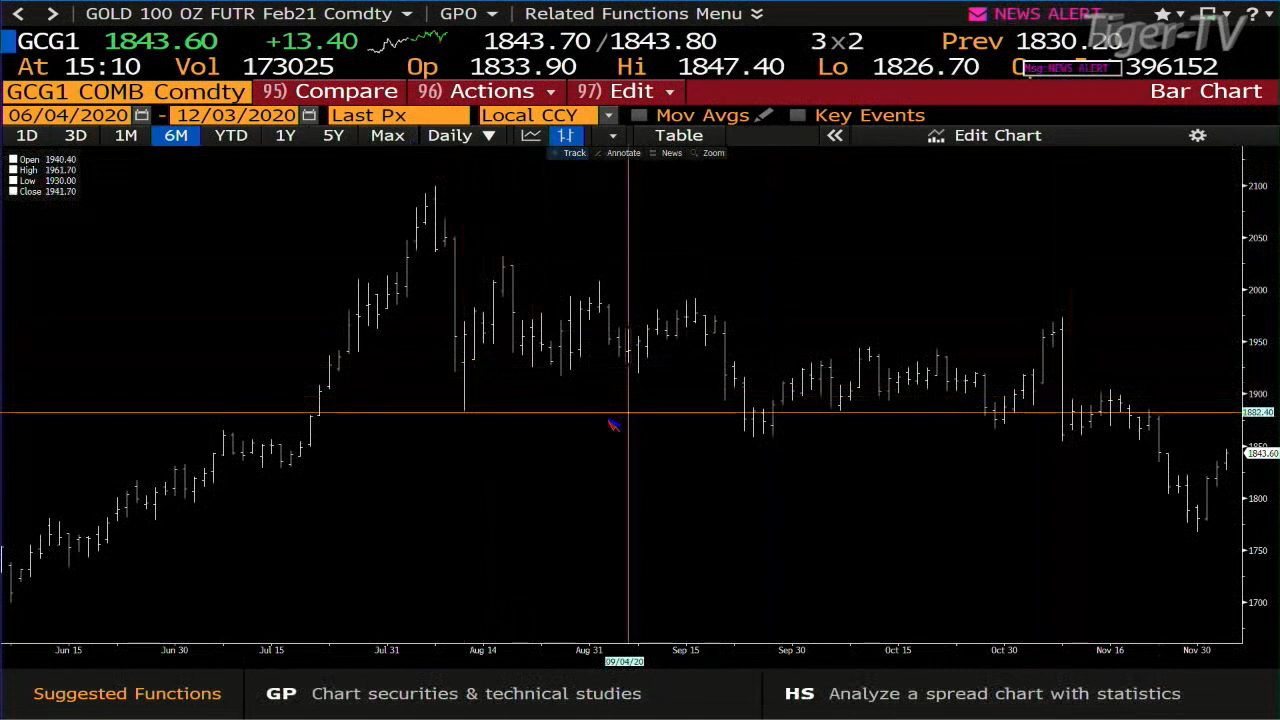 GOLD 100 OZ FUTR Feb21 Comdty GPO Related Functions Menu NEWS ALERT ?
Tiger-TV
GCG1 1843.60 +13.40 1843.70/1843.80 3x2 Prev 1830.20
At 15:10 Vol 173025 Op 1833.90 Hi 1847.40 Lo 1826.70 396152
Msg:NEWS ALERT
GCG1 COMB Comdty 95) Compare 96) Actions 97) Edit Bar Chart
06/04/2020 - 12/03/2020 Last Px Local CCY Mov Avgs Key Events
1D 3D 1M 6M YTD 1Y 5Y Max Daily Table Edit Chart
Track Annotate News Zoom
Open 1940.40
High 1961.70
Low 1930.00
Close 1941.70
2100
2050
2000
1950
1900
1882.40
1850
1843.60
1800
1750
1700
Jun 15 Jun 30 Jul 15 Jul 31 Aug 14 Aug 31 Sep 15 Sep 30 Oct 15 Oct 30 Nov 16 Nov 30
09/04/20
Suggested Functions GP Chart securities & technical studies HS Analyze a spread chart with statistics